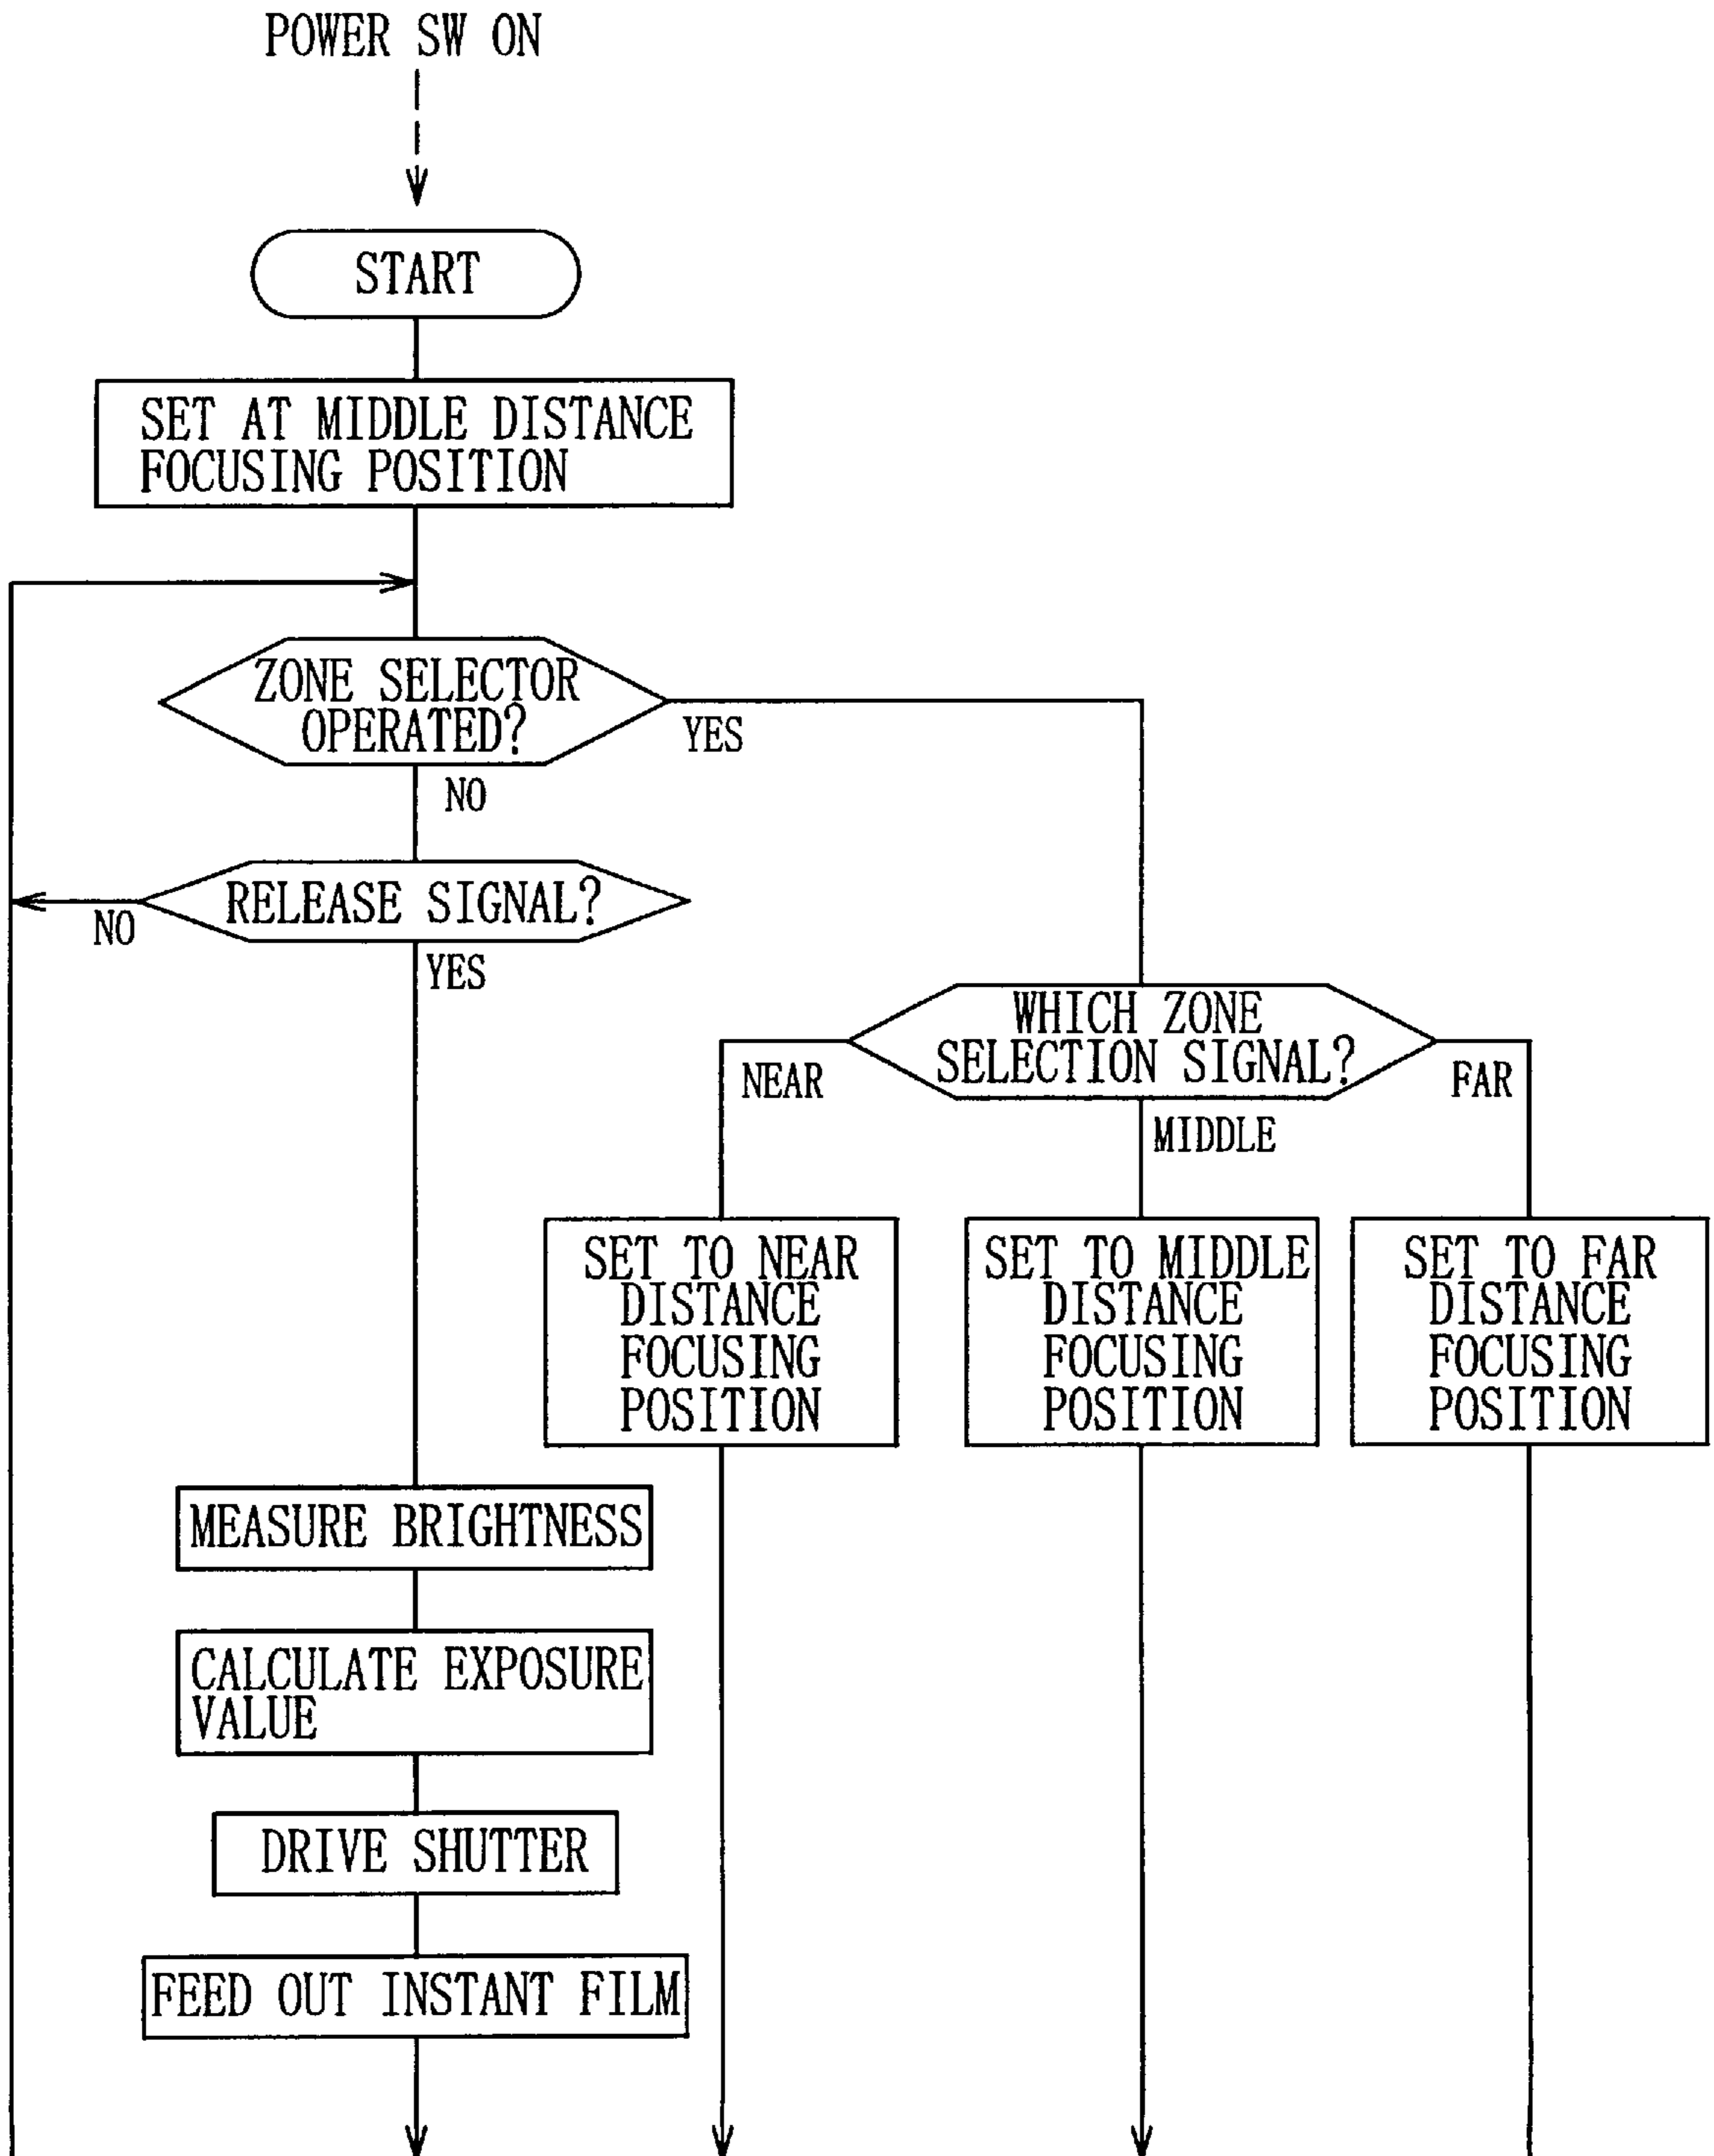 POWER SW ON
START
SET AT MIDDLE DISTANCE
FOCUSING POSITION
ZONE SELECTOR
OPERATED?
YES
NO
RELEASE SIGNAL?
NO
YES
WHICH ZONE
SELECTION SIGNAL?
NEAR
FAR
MIDDLE
SET TO NEAR
DISTANCE
FOCUSING
POSITION
SET TO MIDDLE
DISTANCE
FOCUSING
POSITION
SET TO FAR
DISTANCE
FOCUSING
POSITION
MEASURE BRIGHTNESS
CALCULATE EXPOSURE
VALUE
DRIVE SHUTTER
FEED OUT INSTANT FILM